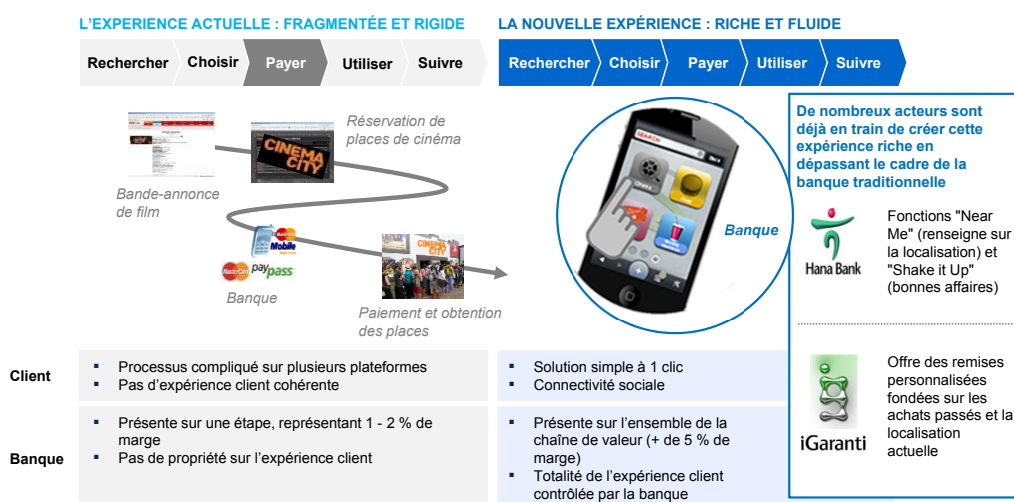 L'EXPERIENCE ACTUELLE : FRAGMENTÉE ET RIGIDE
Rechercher
Choisir
Payer
Utiliser
Suivre
Bande-annonce
de film
CINEMA
CITY
Réservation de
places de cinéma
MasterCard
Mobile
MasterCard
paypass
Banque
CINEMA
CITY
Paiement et obtention
des places
LA NOUVELLE EXPÉRIENCE : RICHE ET FLUIDE
Rechercher
Choisir
Payer
Utiliser
Suivre
SEARCH
Back
Cinema
Banque
De nombreux acteurs sont
déjà en train de créer cette
expérience riche en
dépassant le cadre de la
banque traditionnelle
Hana Bank
Fonctions "Near
Me" (renseigne sur
la localisation) et
"Shake it Up"
(bonnes affaires)
iGaranti
Offre des remises
personnalisées
fondées sur les
achats passés et la
localisation
actuelle
Client
▪ Processus compliqué sur plusieurs plateformes
▪ Pas d'expérience client cohérente
▪ Solution simple à 1 clic
▪ Connectivité sociale
Banque
▪ Présente sur une étape, représentant 1 - 2 % de
marge
▪ Pas de propriété sur l'expérience client
▪ Présente sur l'ensemble de la
chaîne de valeur (+ de 5 % de
marge)
▪ Totalité de l'expérience client
contrôlée par la banque